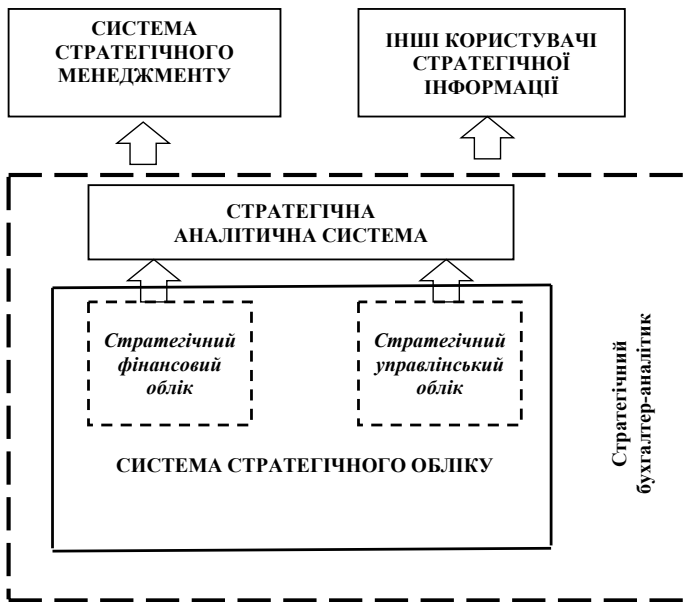 СИСТЕМА
СТРАТЕГІЧНОГО
МЕНЕДЖМЕНТУ
ІНШІ КОРИСТУВАЧІ
СТРАТЕГІЧНОЇ
ІНФОРМАЦІЇ
СТРАТЕГІЧНА
АНАЛІТИЧНА СИСТЕМА
Стратегічний
фінансовий
облік
Стратегічний
управлінський
облік
СИСТЕМА СТРАТЕГІЧНОГО ОБЛІКУ
Стратегічний
бухгалтер-аналітик